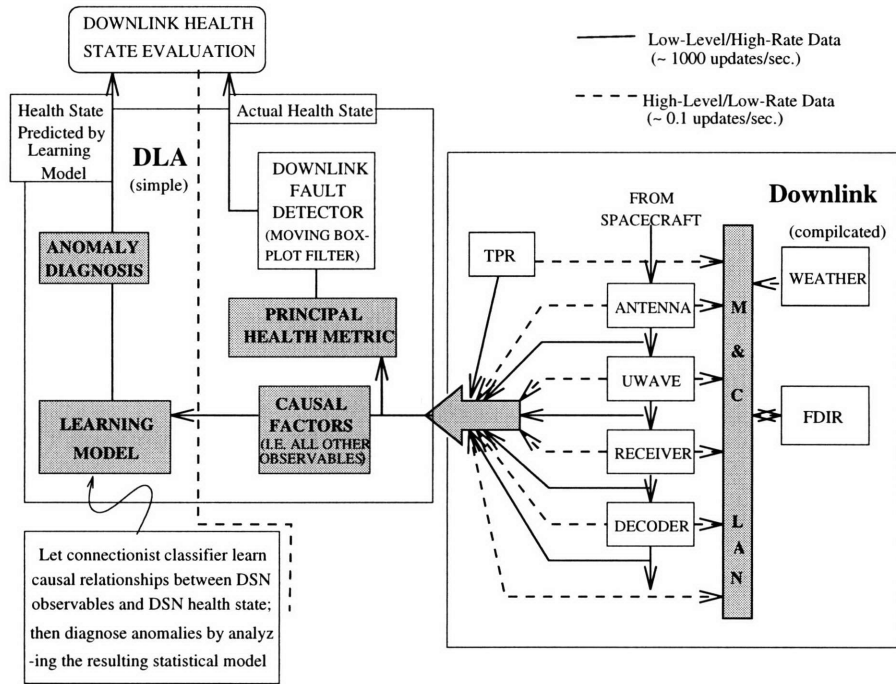 DOWNLINK HEALTH
STATE EVALUATION
Low-Level/High-Rate Data
(~ 1000 updates/sec.)
High-Level/Low-Rate Data
(~ 0.1 updates/sec.)
Health State
Predicted by
Learning
Model
Actual Health State
DLA
(simple)
DOWNLINK
FAULT
DETECTOR
(MOVING BOX-
PLOT FILTER)
ANOMALY
DIAGNOSIS
PRINCIPAL
HEALTH METRIC
LEARNING
MODEL
CAUSAL
FACTORS
(I.E. ALL OTHER
OBSERVABLES)
Let connectionist classifier learn
causal relationships between DSN
observables and DSN health state;
then diagnose anomalies by analyz
-ing the resulting statistical model
FROM
SPACECRAFT
Downlink
(compilcated)
TPR
WEATHER
ANTENNA
UWAVE
RECEIVER
DECODER
FDIR
M
&
C
LAN